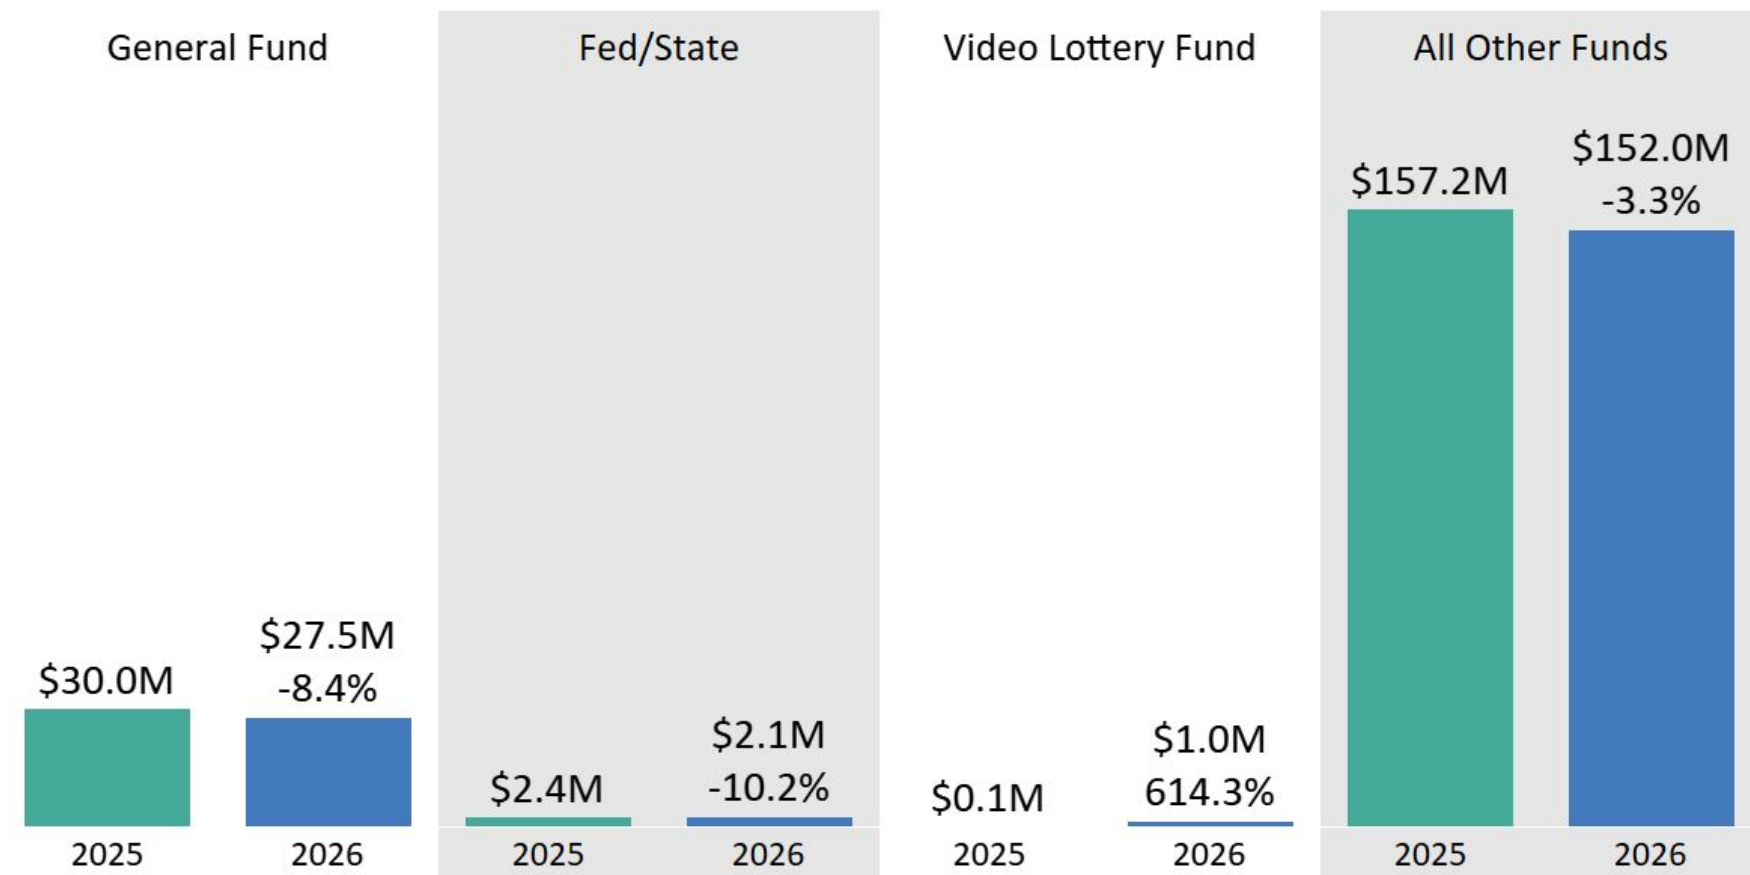 General Fund
$30.0M
$27.5M
-8.4%
2025
2026
Fed/State
$2.4M
$2.1M
-10.2%
2025
2026
Video Lottery Fund
$0.1M
$1.0M
614.3%
2025
2026
All Other Funds
$157.2M
$152.0M
-3.3%
2025
2026